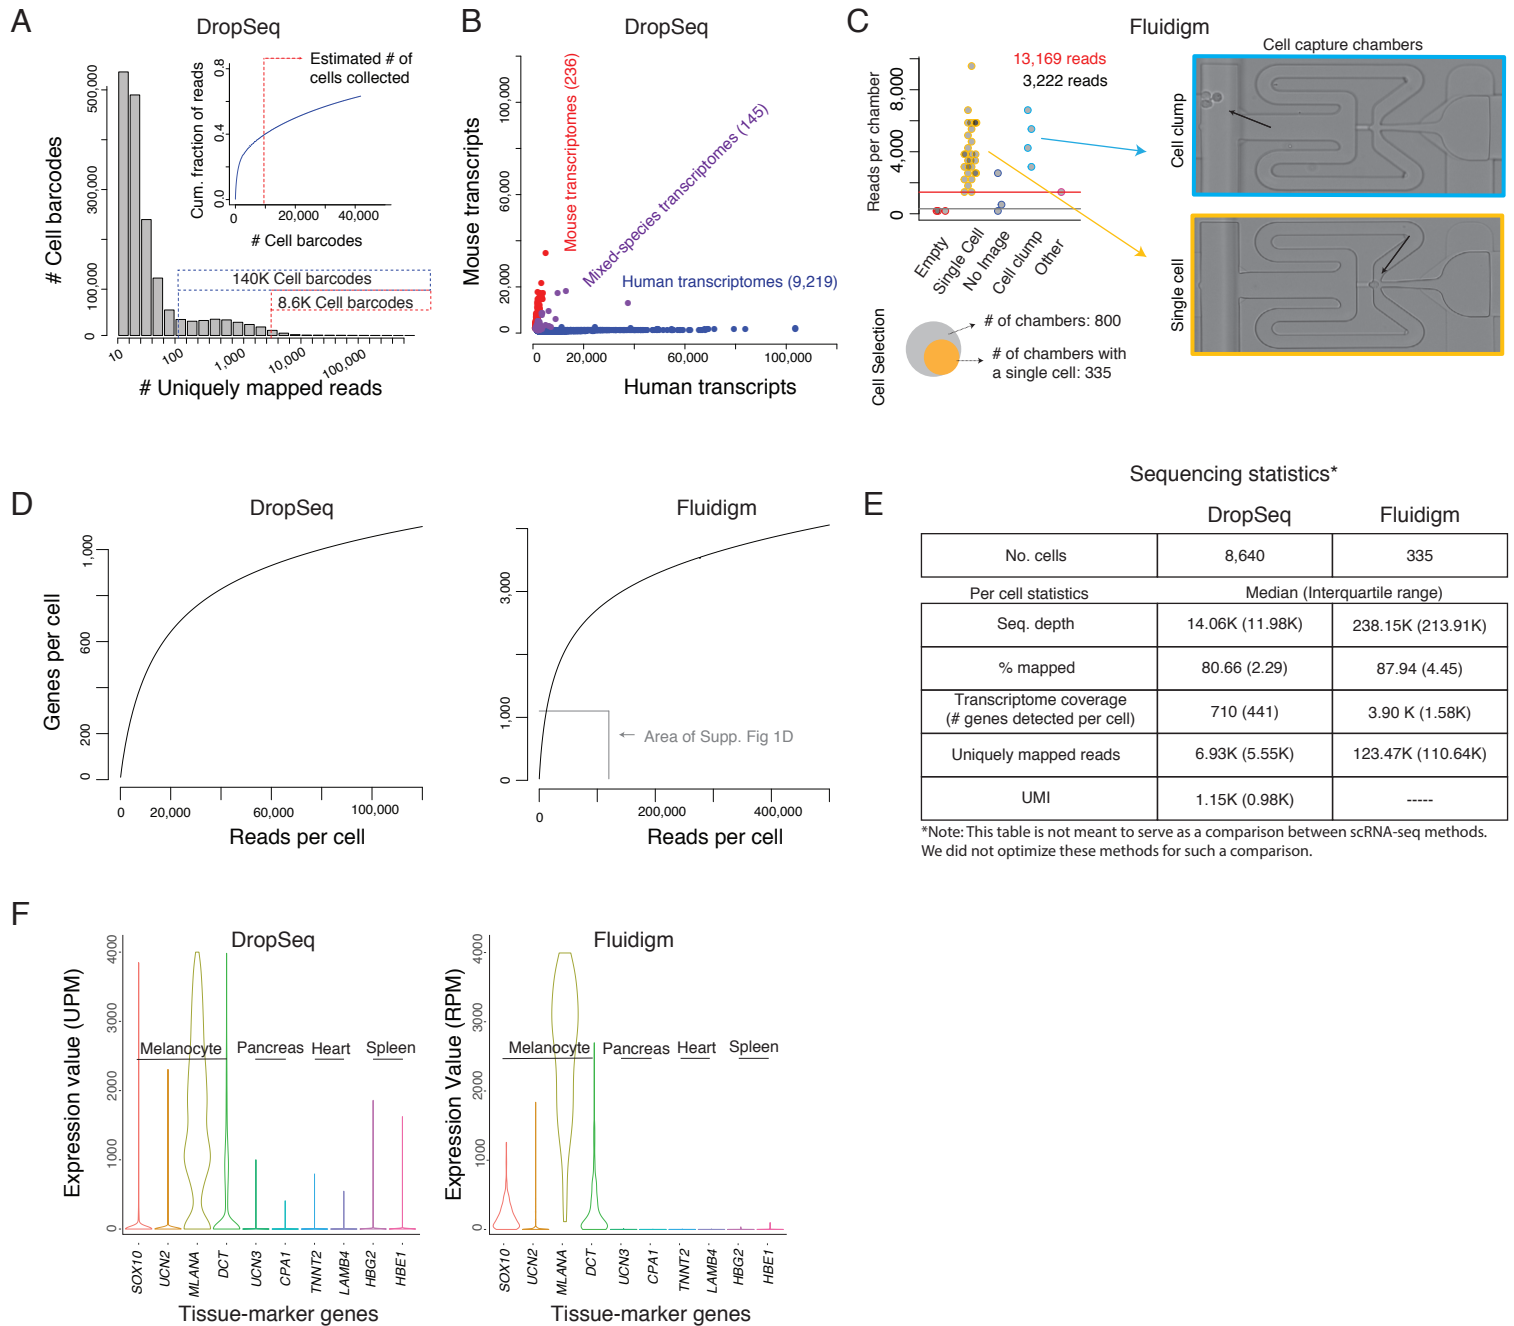 A
DropSeq
# Cell barcodes
500,000
300,000
100,000
0
10
100
1,000
10,000
100,000
# Uniquely mapped reads
140K Cell barcodes
8.6K Cell barcodes
Cum. fraction of reads
0.8
0.4
0.0
0
20,000
40,000
# Cell barcodes
Estimated # of
cells collected
B
DropSeq
Mouse transcripts
100,000
60,000
20,000
0
0
20,000
60,000
100,000
Human transcripts
Mouse transcriptomes (236)
Mixed-species transcriptomes (145)
Human transcriptomes (9,219)
C
Fluidigm
Reads per chamber
8,000
4,000
0
13,169 reads
3,222 reads
Empty
Single Cell
No Image
Cell clump
Other
Cell Selection
# of chambers: 800
# of chambers with
a single cell: 335
Cell capture chambers
Cell clump
Single cell
D
DropSeq
Genes per cell
1,000
600
200
0
0
20,000
60,000
100,000
Reads per cell
Fluidigm
3,000
1,000
0
0
200,000
400,000
Reads per cell
Area of Supp. Fig 1D
E
Sequencing statistics*
DropSeq Fluidigm
No. cells 8,640 335
Per cell statistics Median (Interquartile range)
Seq. depth 14.06K (11.98K) 238.15K (213.91K)
% mapped 80.66 (2.29) 87.94 (4.45)
Transcriptome coverage
(# genes detected per cell) 710 (441) 3.90 K (1.58K)
Uniquely mapped reads 6.93K (5.55K) 123.47K (110.64K)
UMI 1.15K (0.98K) -----
*Note: This table is not meant to serve as a comparison between scRNA-seq methods.
We did not optimize these methods for such a comparison.
F
DropSeq
Expression value (UPM)
4000
3000
2000
1000
0
Melanocyte
Pancreas
Heart
Spleen
SOX10
UCN2
MLANA
DCT
UCN3
CPA1
TNNT2
LAMB4
HBG2
HBE1
Tissue-marker genes
Fluidigm
Expression Value (RPM)
4000
3000
2000
1000
0
Melanocyte
Pancreas
Heart
Spleen
SOX10
UCN2
MLANA
DCT
UCN3
CPA1
TNNT2
LAMB4
HBG2
HBE1
Tissue-marker genes